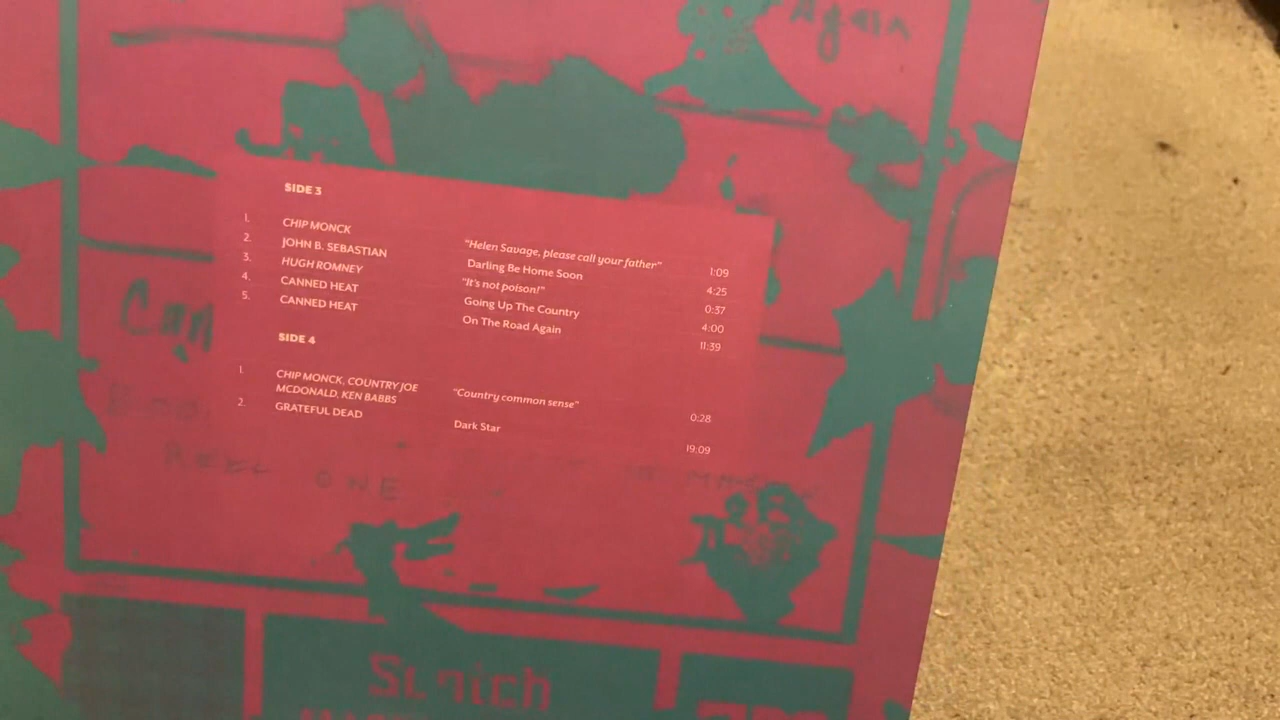 Again
SIDE 3
1. CHIP MONCK "Helen Savage, please call your father" 1:09
2. JOHN B. SEBASTIAN Darling Be Home Soon 4:25
3. HUGH ROMNEY "It's not poison!" 0:37
4. CANNED HEAT Going Up The Country 4:00
5. CANNED HEAT On The Road Again 11:39
Can
SIDE 4
1. CHIP MONCK, COUNTRY JOE
MCDONALD, KEN BABBS "Country common sense" 0:28
2. GRATEFUL DEAD Dark Star 19:09
REEL ONE